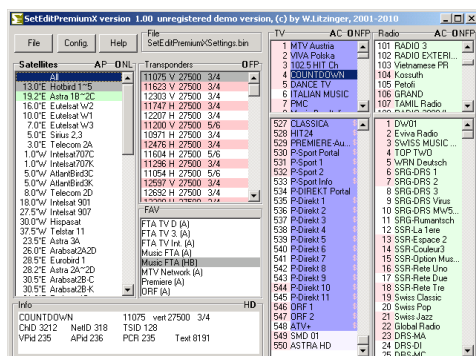 SetEditPremiumX version 1.00 unregistered demo version, (c) by W.Litzinger, 2001-2010
File
Config.
Help
File
SetEditPremiumXSettings.bin
Satellites AP ONL
All
13.0°E Hotbird 1~5
19.2°E Astra 1B~2C
16.0°E Eutelsat W2
10.0°E Eutelsat W1
7.0°E Eutelsat W3
5.0°E Sirius 2,3
3.0°E Telecom 2A
1.0°W Intelsat707C
1.0°W Intelsat707K
5.0°W AtlantBird3C
5.0°W AtlantBird3K
8.0°W Telecom 2D
18.0°W Intelsat 901
27.5°W Intelsat 907
30.0°W Hispasat
37.5°W Telstar 11
23.5°E Astra 3A
26.0°E Arabsat2A2D
28.5°E Eurobird 1
28.2°E Astra 2A~2D
30.5°E Arabsat2B-C
30.5°E Arabsat2B-K
Transponders OFP
11075 V 27500 3/4
11623 V 27500 3/4
12303 V 27500 3/4
11747 H 27500 3/4
12207 H 27500 3/4
11200 V 27500 5/6
10971 H 27500 3/4
12476 H 27500 3/4
11604 H 27500 5/6
11296 H 27500 3/4
11054 H 27500 5/6
12597 V 27500 3/4
12692 H 27500 3/4
FAV
FTA TV D (A)
FTA TV 3. (A)
FTA TV Int. (A)
Music FTA (A)
Music FTA (HB)
MTV Network (A)
Premiere (A)
ORF (A)
Info HD
COUNTDOWN 11075 vert 27500 3/4
ChID 3212 NetID 318 TSID 128
VPid 235 APid 236 PCR 235 Text 8191
TV AC ONFP
1 MTV Austria
2 VIVA Polska
3 102.5 HIT Ch
4 COUNTDOWN
5 DANCE TV
6 ITALIAN MUSIC
7 PMC
527 CLASSICA
528 HIT24
529 PREMIERE-Au...
530 P-Sport Portal
531 P-Sport 1
532 P-Sport 2
533 P-Sport Info
534 P-DIREKT Portal
535 P-Direkt 1
536 P-Direkt 2
537 P-Direkt 3
538 P-Direkt 4
539 P-Direkt 5
540 P-Direkt 6
541 P-Direkt 7
542 P-Direkt 8
543 P-Direkt 9
544 P-Direkt 10
545 P-Direkt 11
546 ORF 1
547 ORF 2
548 ATV+
549 SMD 01
550 ASTRA HD
Radio AC ONFP
101 RADIO 3
102 RADIO EXTERI...
103 Vietnamese PR
104 Kossuth
105 Petofi
106 GRAND
107 TAMIL Radio
1 DW01
2 Eviva Radio
3 SWISS MUSIC ...
4 TOP TWO
5 WRN Deutsch
6 SRG-DRS 1
7 SRG-DRS 2
8 SRG-DRS 3
9 SRG-DRS Virus
10 SRG-DRS MW5...
11 SRG-Rumantsch
12 SSR-La 1ere
13 SSR-Espace 2
14 SSR-Couleur3
15 SSR-Option Mus...
16 SSR-Rete Uno
17 SSR-Rete Due
18 SSR-Rete Tre
19 Swiss Classic
20 Swiss Pop
21 Swiss Jazz
22 Global Radio
23 DRS-MA
24 DRS-DI
25 DRS-MC